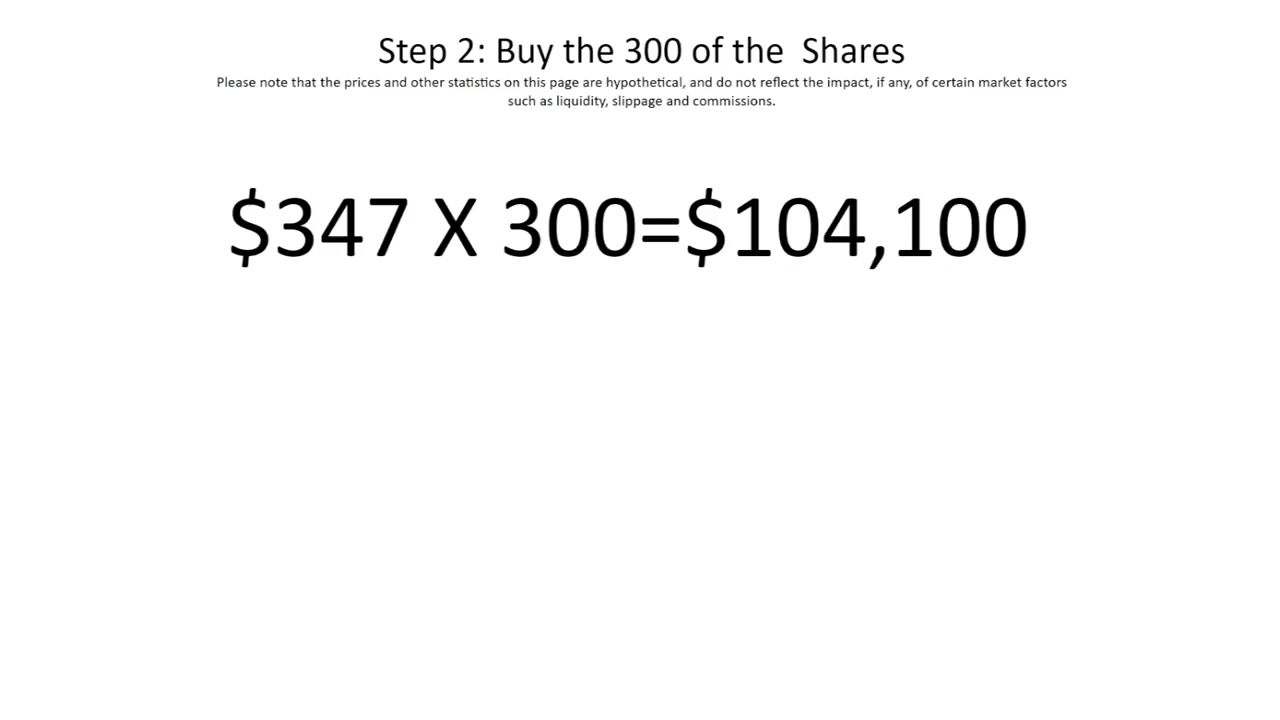 Step 2: Buy the 300 of the  Shares
Please note that the prices and other statistics on this page are hypothetical, and do not reflect the impact, if any, of certain market factors
such as liquidity, slippage and commissions.
$347 X 300=$104,100